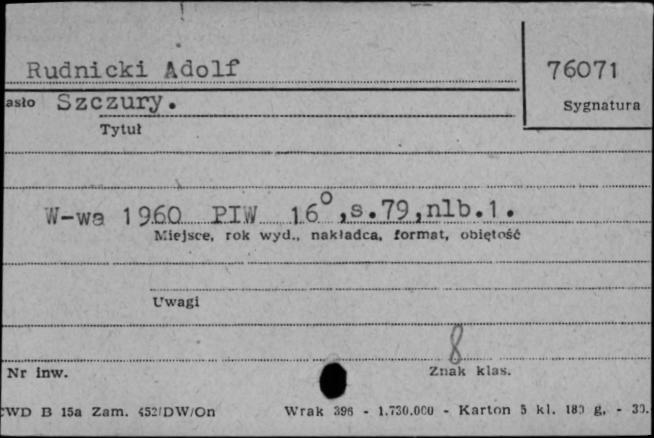 Rudnicki Adolf
76071
asło Szczury.
Sygnatura
Tytuł
W-wa 1960 PIW 16°,s.79,nlb.1.
Miejsce, rok wyd., nakładca, format, objętość
Uwagi
8
Nr inw.
Znak klas.
CWD B 15a Zam. 452/DW/On Wrak 396 - 1.730.000 - Karton 5 kl. 180 g. - 30.